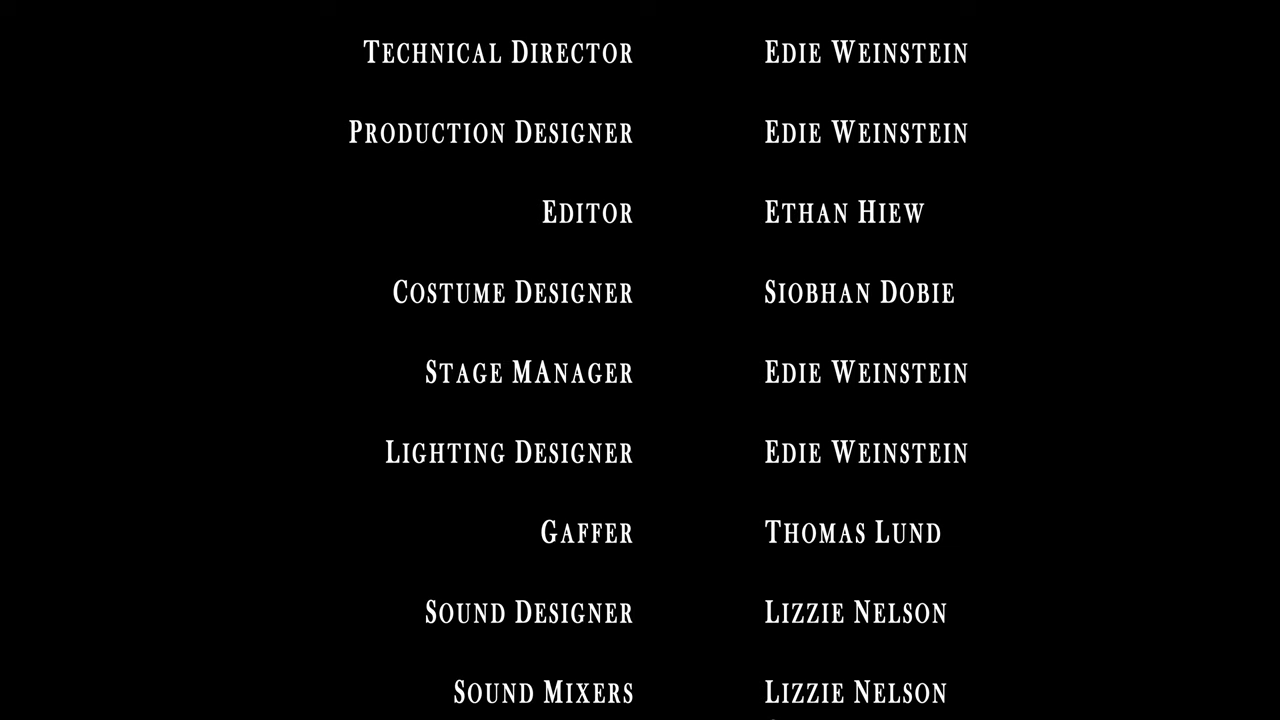 Technical Director Edie Weinstein
Production Designer Edie Weinstein
Editor Ethan Hiew
Costume Designer Siobhan Dobie
Stage MAnager Edie Weinstein
Lighting Designer Edie Weinstein
Gaffer Thomas Lund
Sound Designer Lizzie Nelson
Sound Mixers Lizzie Nelson